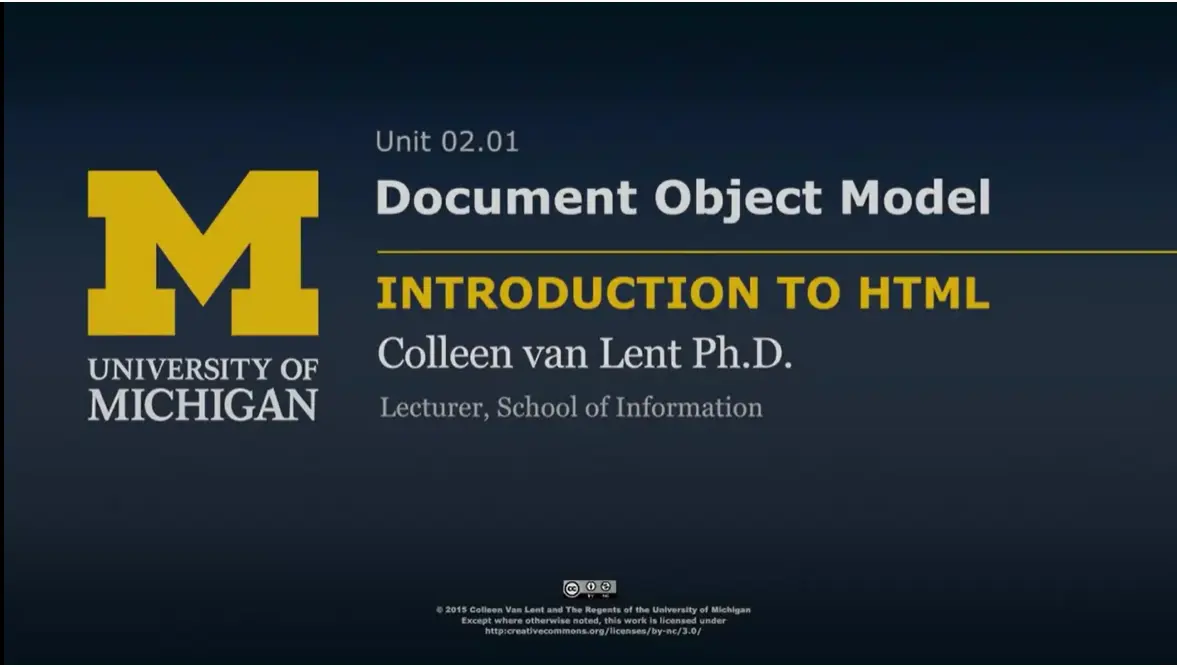 Unit 02.01
Document Object Model
INTRODUCTION TO HTML
Colleen van Lent Ph.D.
Lecturer, School of Information
M
UNIVERSITY OF
MICHIGAN
cc
BY NC
© 2015 Colleen Van Lent and The Regents of the University of Michigan
Except where otherwise noted, this work is licensed under
http:creativecommons.org/licenses/by-nc/3.0/